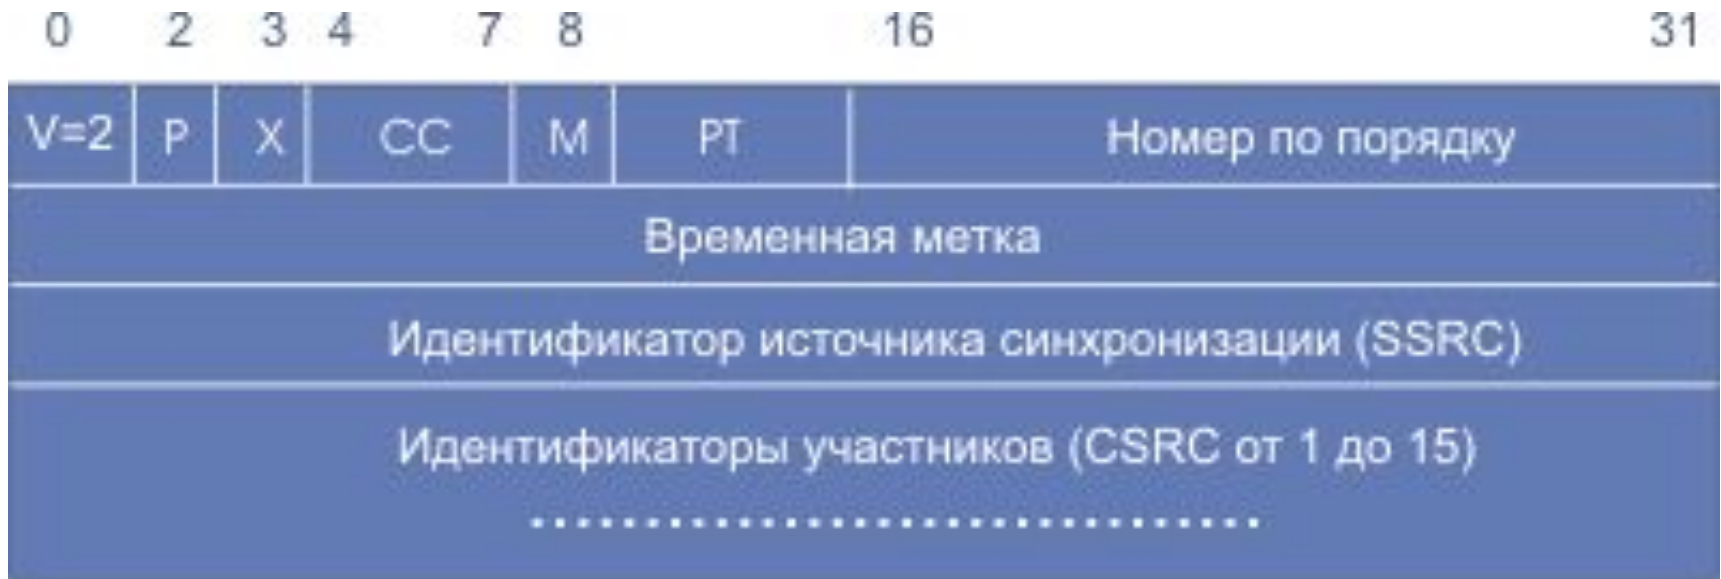 0 2 3 4 7 8 16 31
V=2 P X CC M PT Номер по порядку
Временная метка
Идентификатор источника синхронизации (SSRC)
Идентификаторы участников (CSRC от 1 до 15)